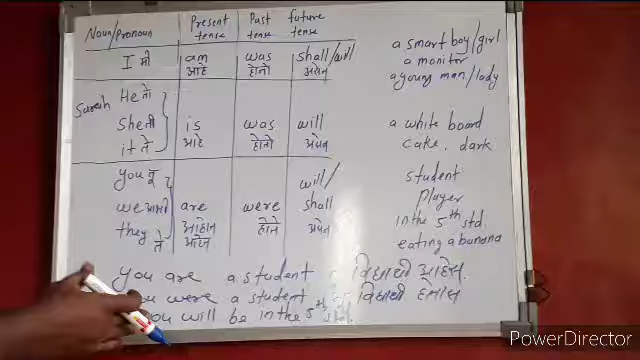 Noun/Pronoun Present tense Past tense future tense
I मी am आहे was होतो shall/will असेन
a smart boy/girl
a monitor
a young man/lady
Suresh He तो
She ती is आहे was होतो will असेल
it ते
a white board
cake, dark
you तू will/
we आम्ही are आहोत आहेत were होते shall
they ते
student
player
in the 5th std
eating a banana
you are a student विद्यार्थी आहेस.
were a student विद्यार्थी होतास
you will be in the 5th std.
PowerDirector